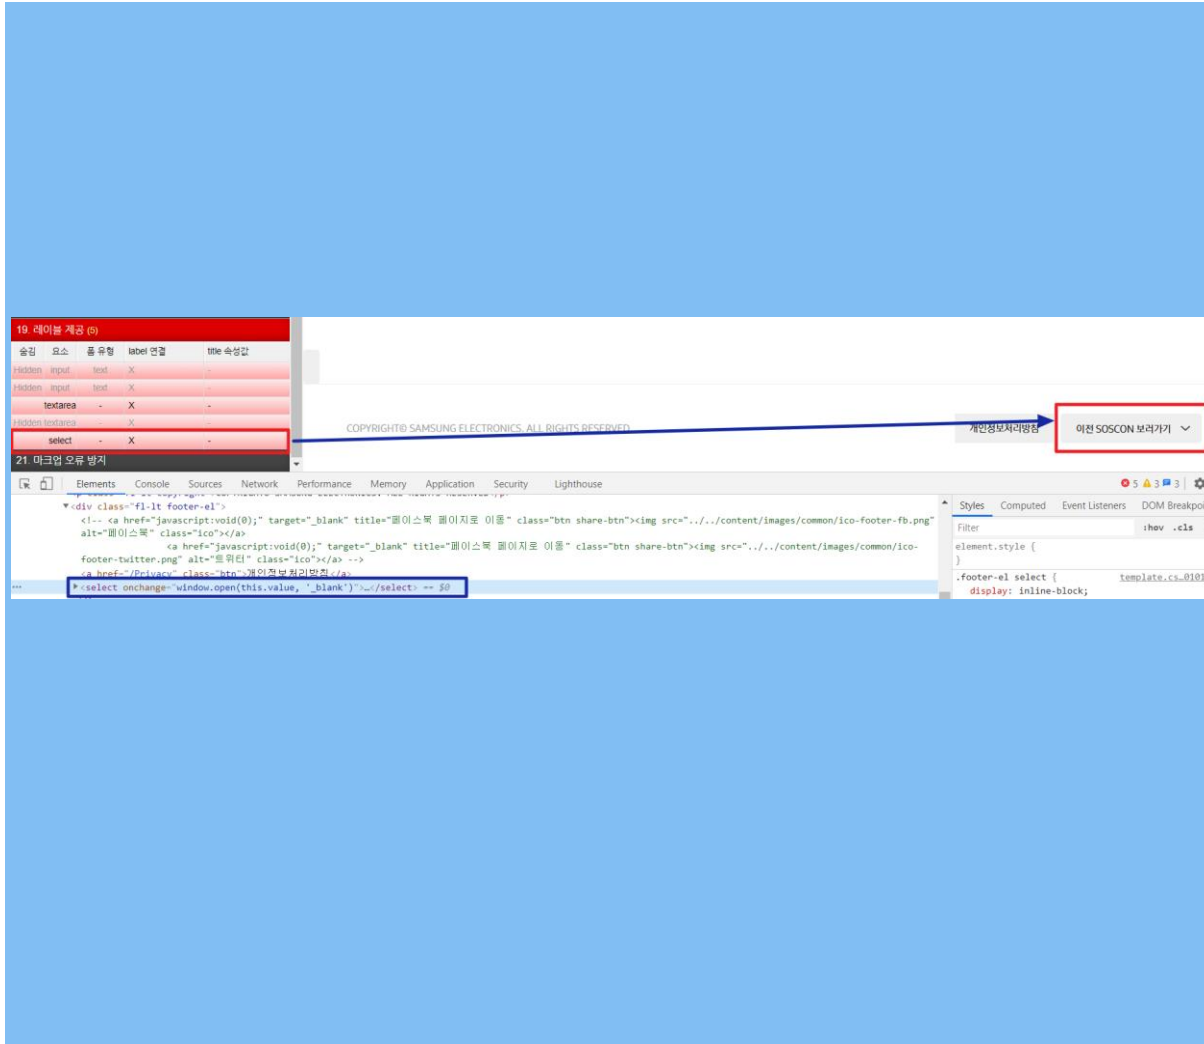 19. 레이블 제공 (5)
숨김 요소 폼 유형 label 연결 title 속성값
Hidden input text X -
Hidden input text X -
textarea - X -
Hidden textarea - X -
select - X -
21. 마크업 오류 방지
COPYRIGHT© SAMSUNG ELECTRONICS. ALL RIGHTS RESERVED
개인정보처리방침
이전 SOSCON 보러가기
Elements Console Sources Network Performance Memory Application Security Lighthouse
5 3 3
▼<div class="fl-lt footer-el">
<!-- <a href="javascript:void(0);" target="_blank" title="페이스북 페이지로 이동" class="btn share-btn"><img src="../../content/images/common/ico-footer-fb.png"
alt="페이스북" class="ico"></a>
<a href="javascript:void(0);" target="_blank" title="페이스북 페이지로 이동" class="btn share-btn"><img src="../../content/images/common/ico-
footer-twitter.png" alt="트위터" class="ico"></a> -->
<a href="/Privacy" class="btn">개인정보처리방침</a>
... ▶<select onchange="window.open(this.value, '_blank')">…</select> == $0
Styles Computed Event Listeners DOM Breakpoi
Filter :hov .cls
element.style {
}
.footer-el select { template.cs…0101
display: inline-block;